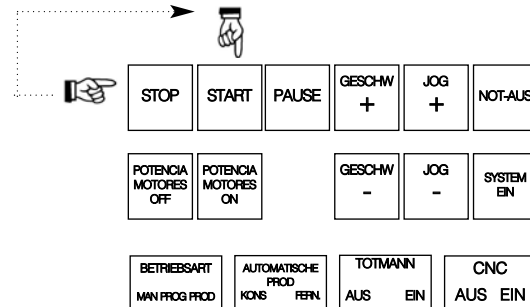 STOP
START
PAUSE
GESCHW
+
JOG
+
NOT-AUS
POTENCIA
MOTORES
OFF
POTENCIA
MOTORES
ON
GESCHW
-
JOG
-
SYSTEM
EIN
BETRIEBSART
MAN PROG PROD
AUTOMATISCHE
PROD
KONS FERN.
TOTMANN
AUS EIN
CNC
AUS EIN